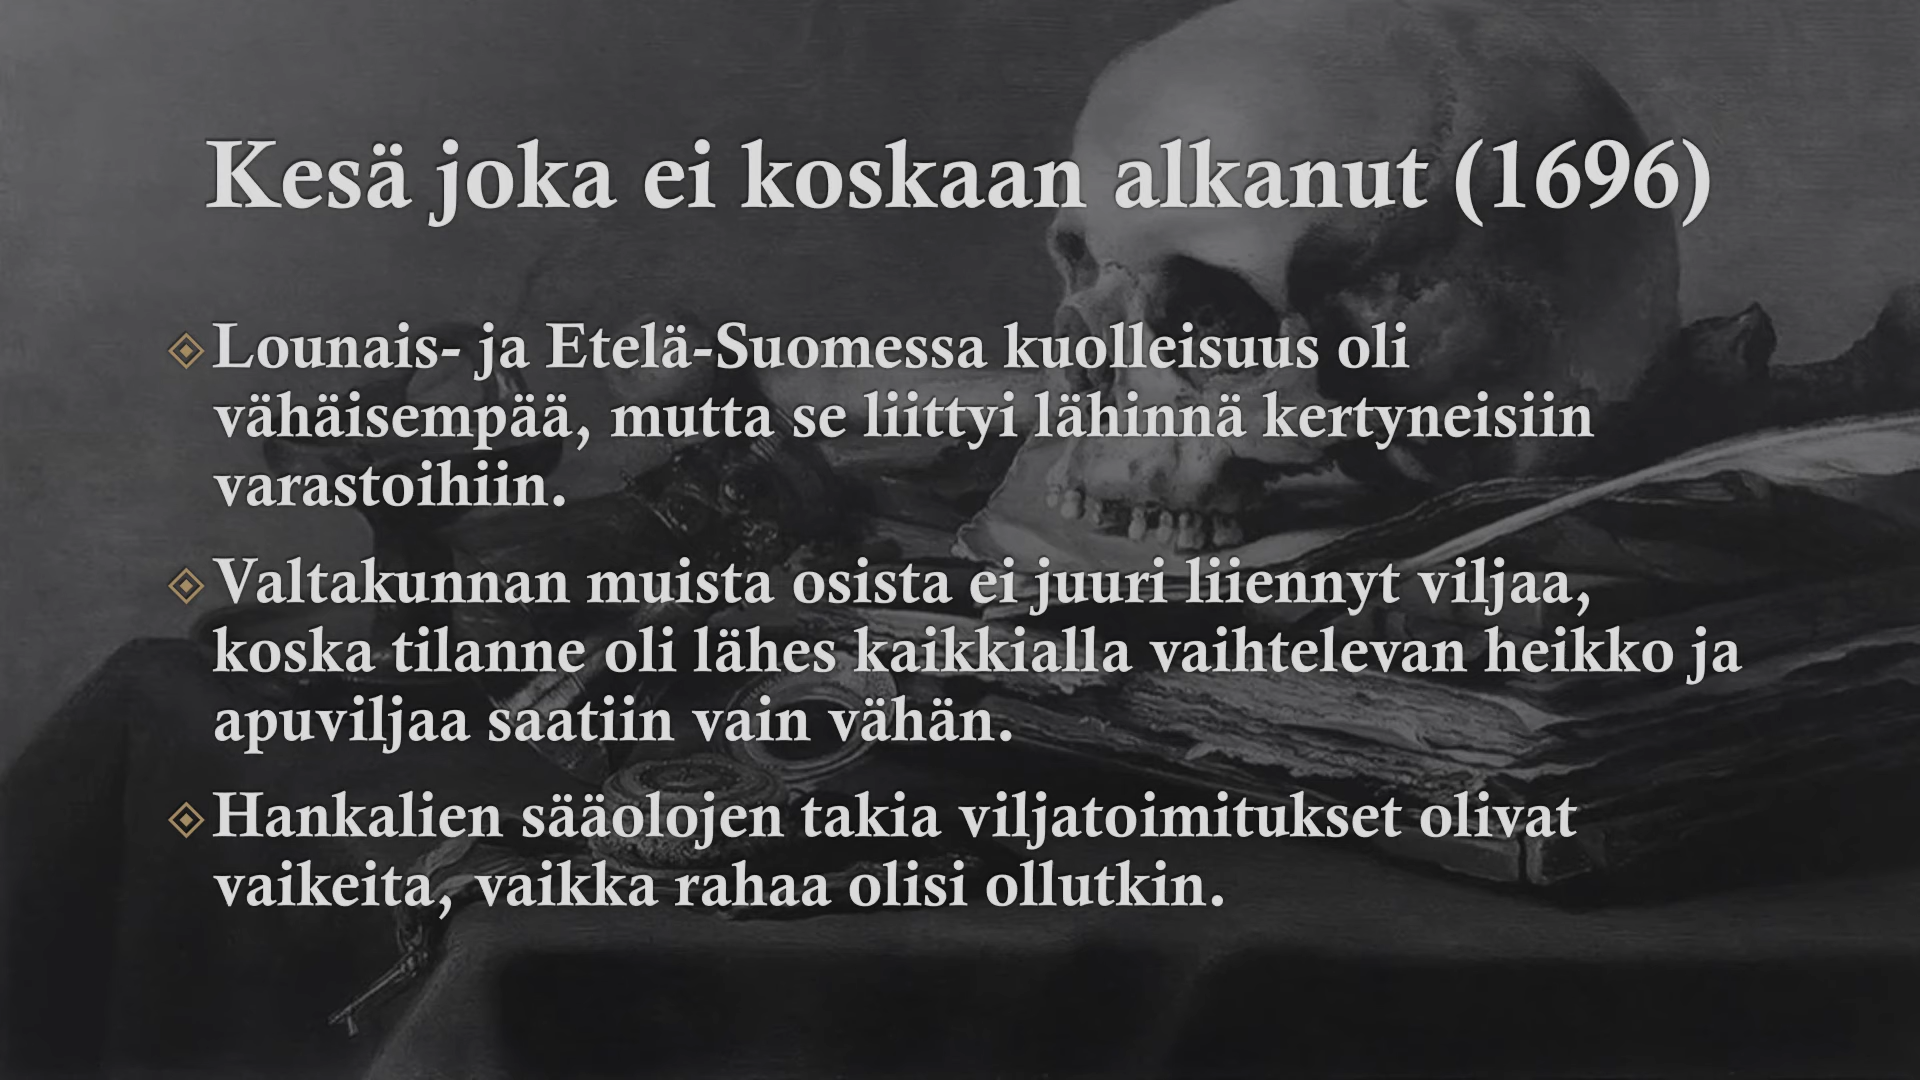 Kesä joka ei koskaan alkanut (1696)
Lounais- ja Etelä-Suomessa kuolleisuus oli
vähäisempää, mutta se liittyi lähinnä kertyneisiin
varastoihiin.
Valtakunnan muista osista ei juuri liiennyt viljaa,
koska tilanne oli lähes kaikkialla vaihtelevan heikko ja
apuviljaa saatiin vain vähän.
Hankalien sääolojen takia viljatoimitukset olivat
vaikeita, vaikka rahaa olisi ollutkin.